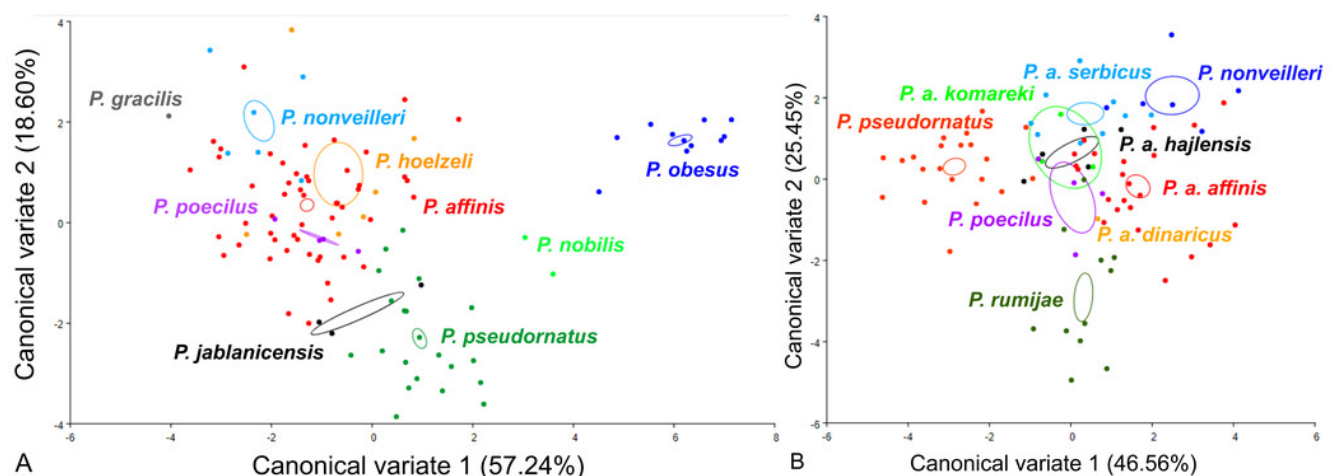 4
2
0
-2
-4
-6
-4
-2
0
2
4
6
8
Canonical variate 2 (18.60%)
Canonical variate 1 (57.24%)
P. gracilis
P. nonveilleri
P. hoelzeli
P. obesus
P. poecilus
P. affinis
P. nobilis
P. jablanicensis
P. pseudornatus
A
B
4
2
0
-2
-4
-6
-6
-4
-2
0
2
4
6
Canonical variate 2 (25.45%)
Canonical variate 1 (46.56%)
P. a. serbicus
P. nonveilleri
P. a. komareki
P. pseudornatus
P. a. hajlensis
P. a. affinis
P. poecilus
P. a. dinaricus
P. rumijae